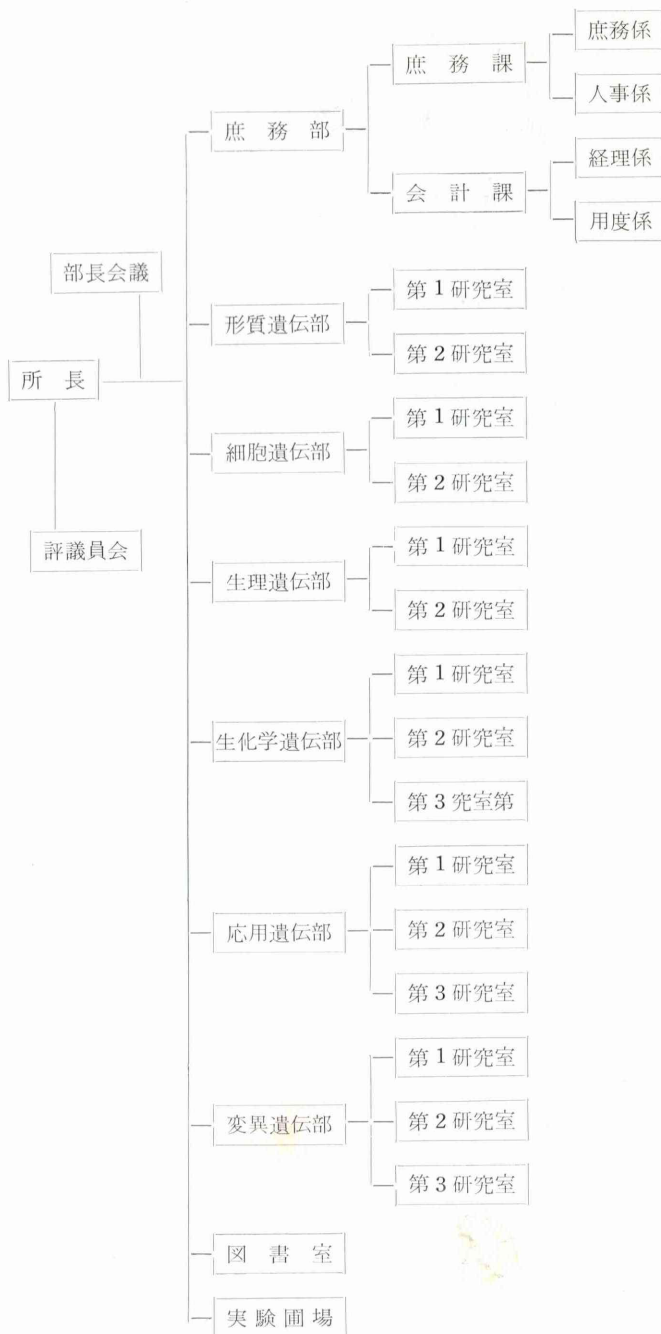 庶務係
庶務課
人事係
庶務部
経理係
会計課
用度係
部長会議
第1研究室
形質遺伝部
第2研究室
所長
第1研究室
細胞遺伝部
第2研究室
評議員会
第1研究室
生理遺伝部
第2研究室
第1研究室
生化学遺伝部
第2研究室
第3究室第
第1研究室
応用遺伝部
第2研究室
第3研究室
第1研究室
変異遺伝部
第2研究室
第3研究室
図書室
実験圃場